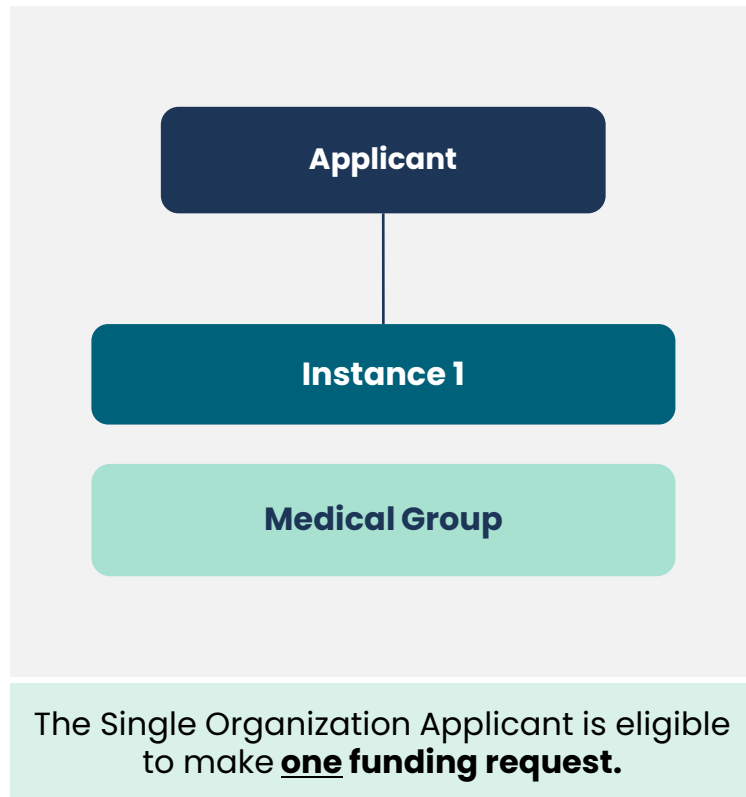 Applicant
Instance 1
Medical Group
The Single Organization Applicant is eligible
to make one funding request.